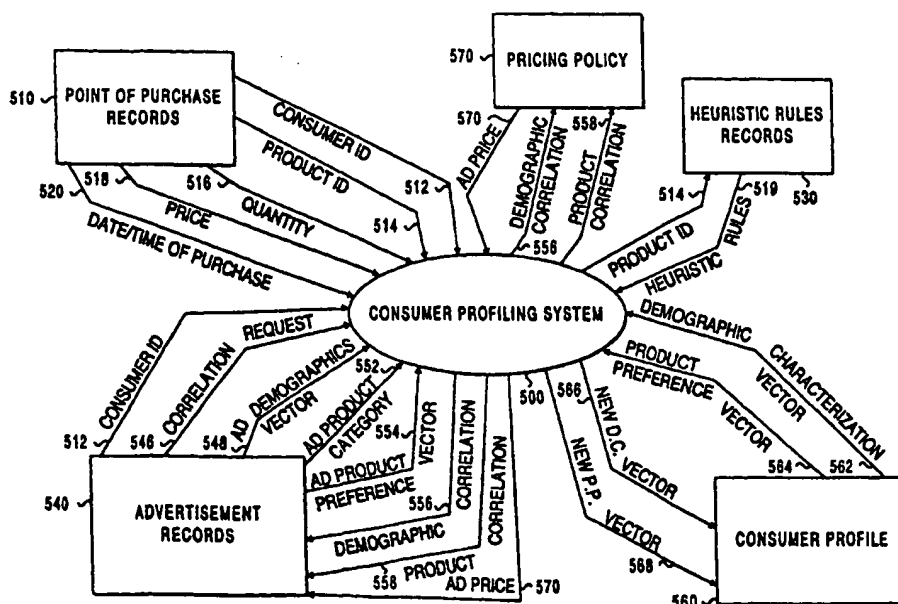 510
POINT OF PURCHASE
RECORDS
CONSUMER ID
PRODUCT ID
512
514
516
QUANTITY
518
PRICE
520
DATE/TIME OF PURCHASE
570
PRICING POLICY
570
AD PRICE
DEMOGRAPHIC
CORRELATION
556
558
PRODUCT
CORRELATION
HEURISTIC RULES
RECORDS
530
514
PRODUCT ID
519
HEURISTIC RULES
CONSUMER PROFILING SYSTEM
500
CONSUMER ID
512
CORRELATION REQUEST
546
AD DEMOGRAPHICS
VECTOR
548
552
AD PRODUCT
CATEGORY
554
AD PRODUCT
PREFERENCE VECTOR
556
DEMOGRAPHIC CORRELATION
558
PRODUCT CORRELATION
AD PRICE
570
540
ADVERTISEMENT
RECORDS
566
NEW D.C. VECTOR
NEW P.P. VECTOR
568
PRODUCT
PREFERENCE VECTOR
564
DEMOGRAPHIC CHARACTERIZATION
VECTOR
562
CONSUMER PROFILE
560